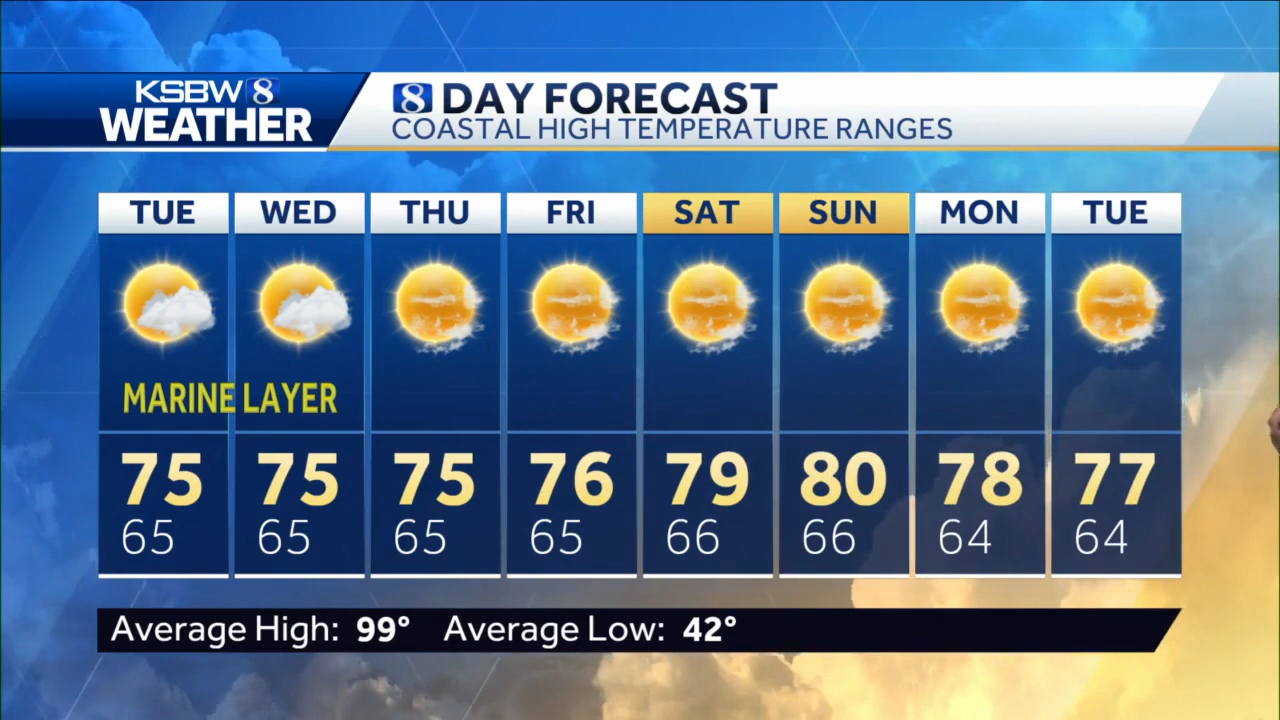 KSBW 8
WEATHER
8 DAY FORECAST
COASTAL HIGH TEMPERATURE RANGES
TUE WED THU FRI SAT SUN MON TUE
MARINE LAYER
75 75 75 76 79 80 78 77
65 65 65 65 66 66 64 64
Average High: 99° Average Low: 42°